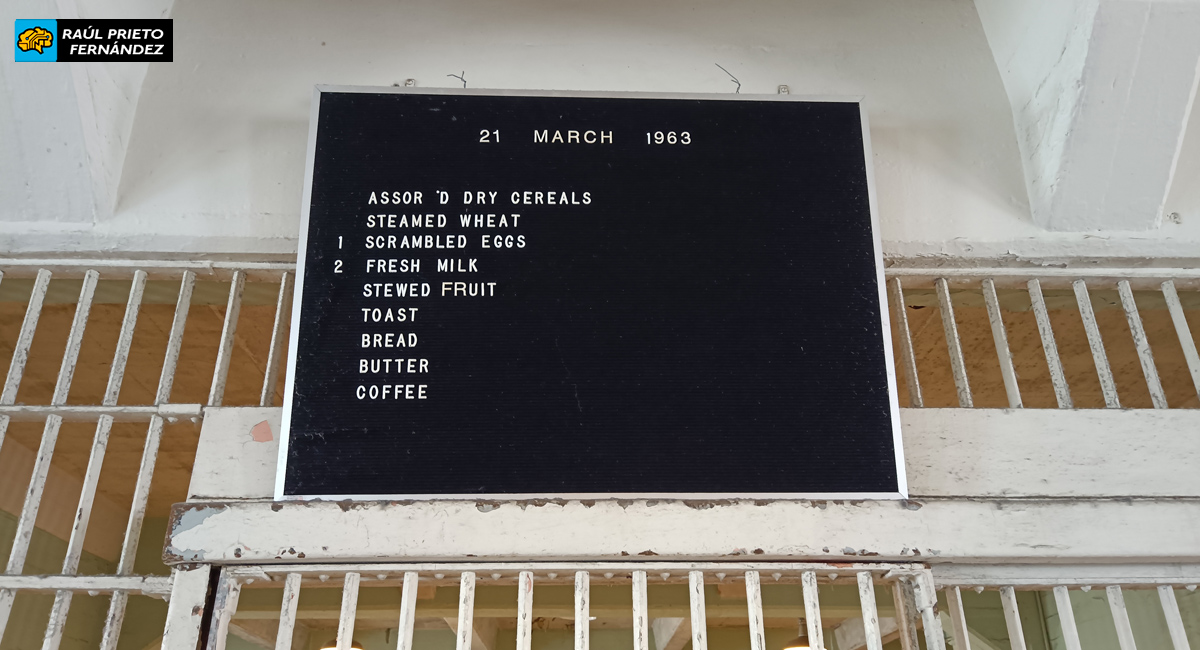 RAÚL PRIETO
FERNÁNDEZ
21 MARCH 1963
ASSOR 'D DRY CEREALS
STEAMED WHEAT
1 SCRAMBLED EGGS
2 FRESH MILK
STEWED FRUIT
TOAST
BREAD
BUTTER
COFFEE